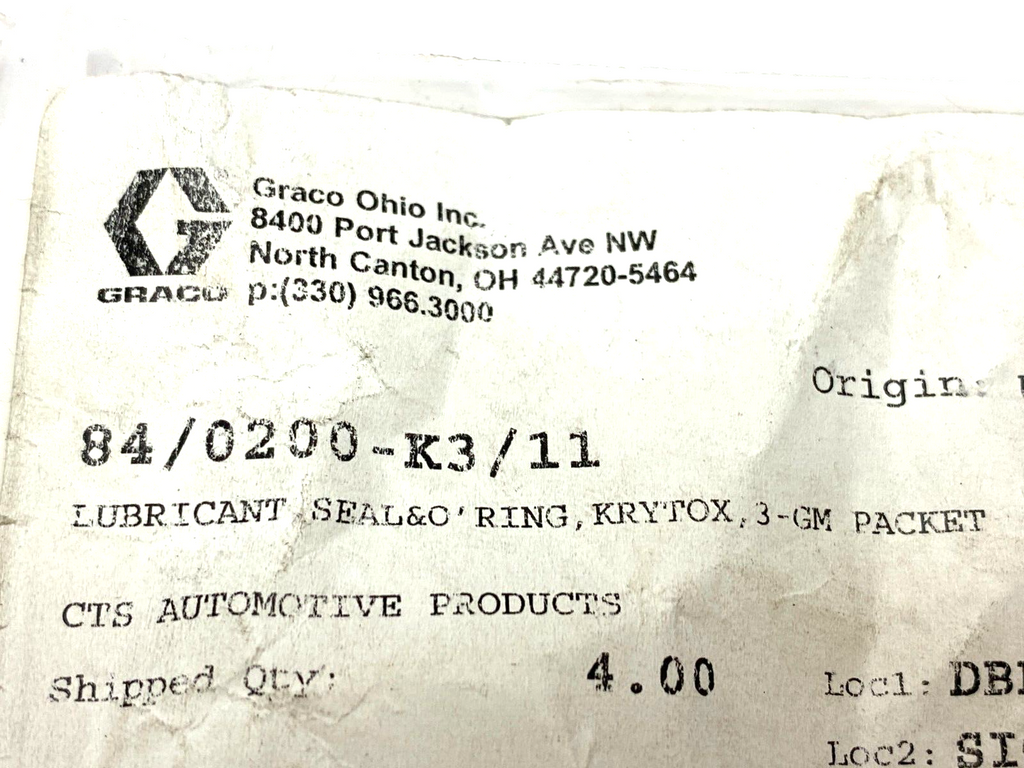 GRACO
Graco Ohio Inc.
8400 Port Jackson Ave NW
North Canton, OH 44720-5464
p:(330) 966.3000
Origin:
84/0200-K3/11
LUBRICANT, SEAL&O'RING, KRYTOX, 3-GM PACKET
CTS AUTOMOTIVE PRODUCTS
Shipped Qty: 4.00
Loc1:
Loc2: